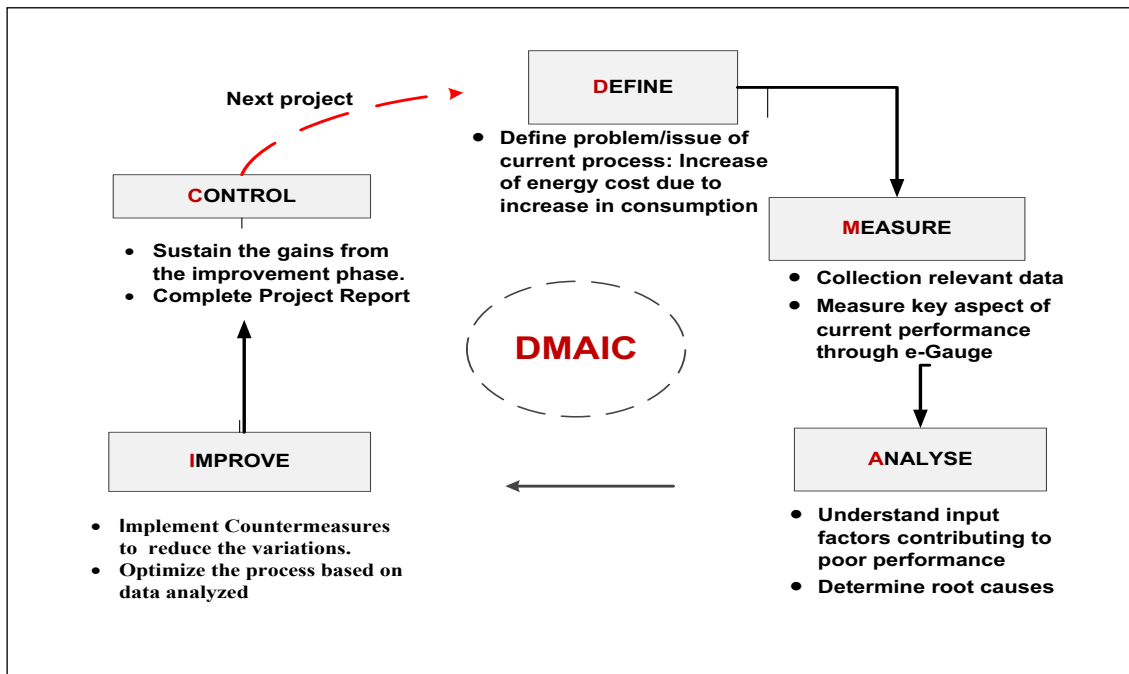 DEFINE
• Define problem/issue of
current process: Increase
of energy cost due to
increase in consumption
MEASURE
• Collection relevant data
• Measure key aspect of
current performance
through e-Gauge
ANALYSE
• Understand input
factors contributing to
poor performance
• Determine root causes
IMPROVE
• Implement Countermeasures
to reduce the variations.
• Optimize the process based on
data analyzed
CONTROL
• Sustain the gains from
the improvement phase.
• Complete Project Report
Next project
DMAIC